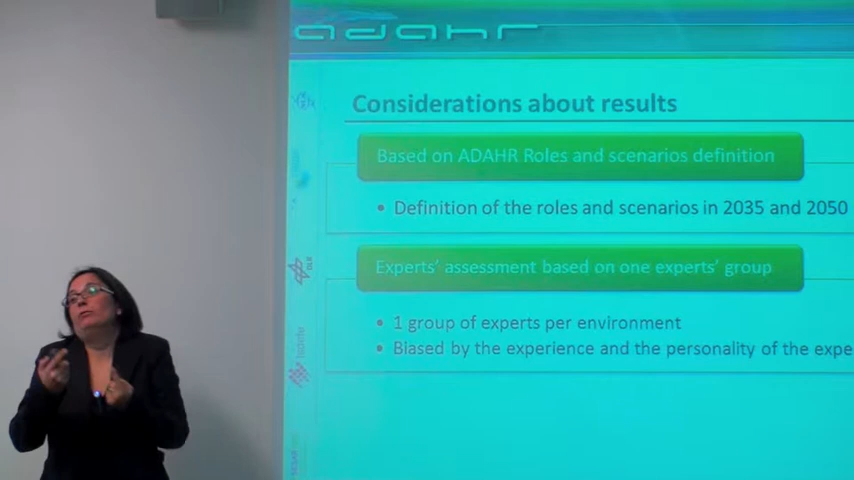 adahr
Considerations about results
Based on ADAHR Roles and scenarios definition
• Definition of the roles and scenarios in 2035 and 2050
Experts' assessment based on one experts' group
• 1 group of experts per environment
• Biased by the experience and the personality of the expe
DLR
Isdefe